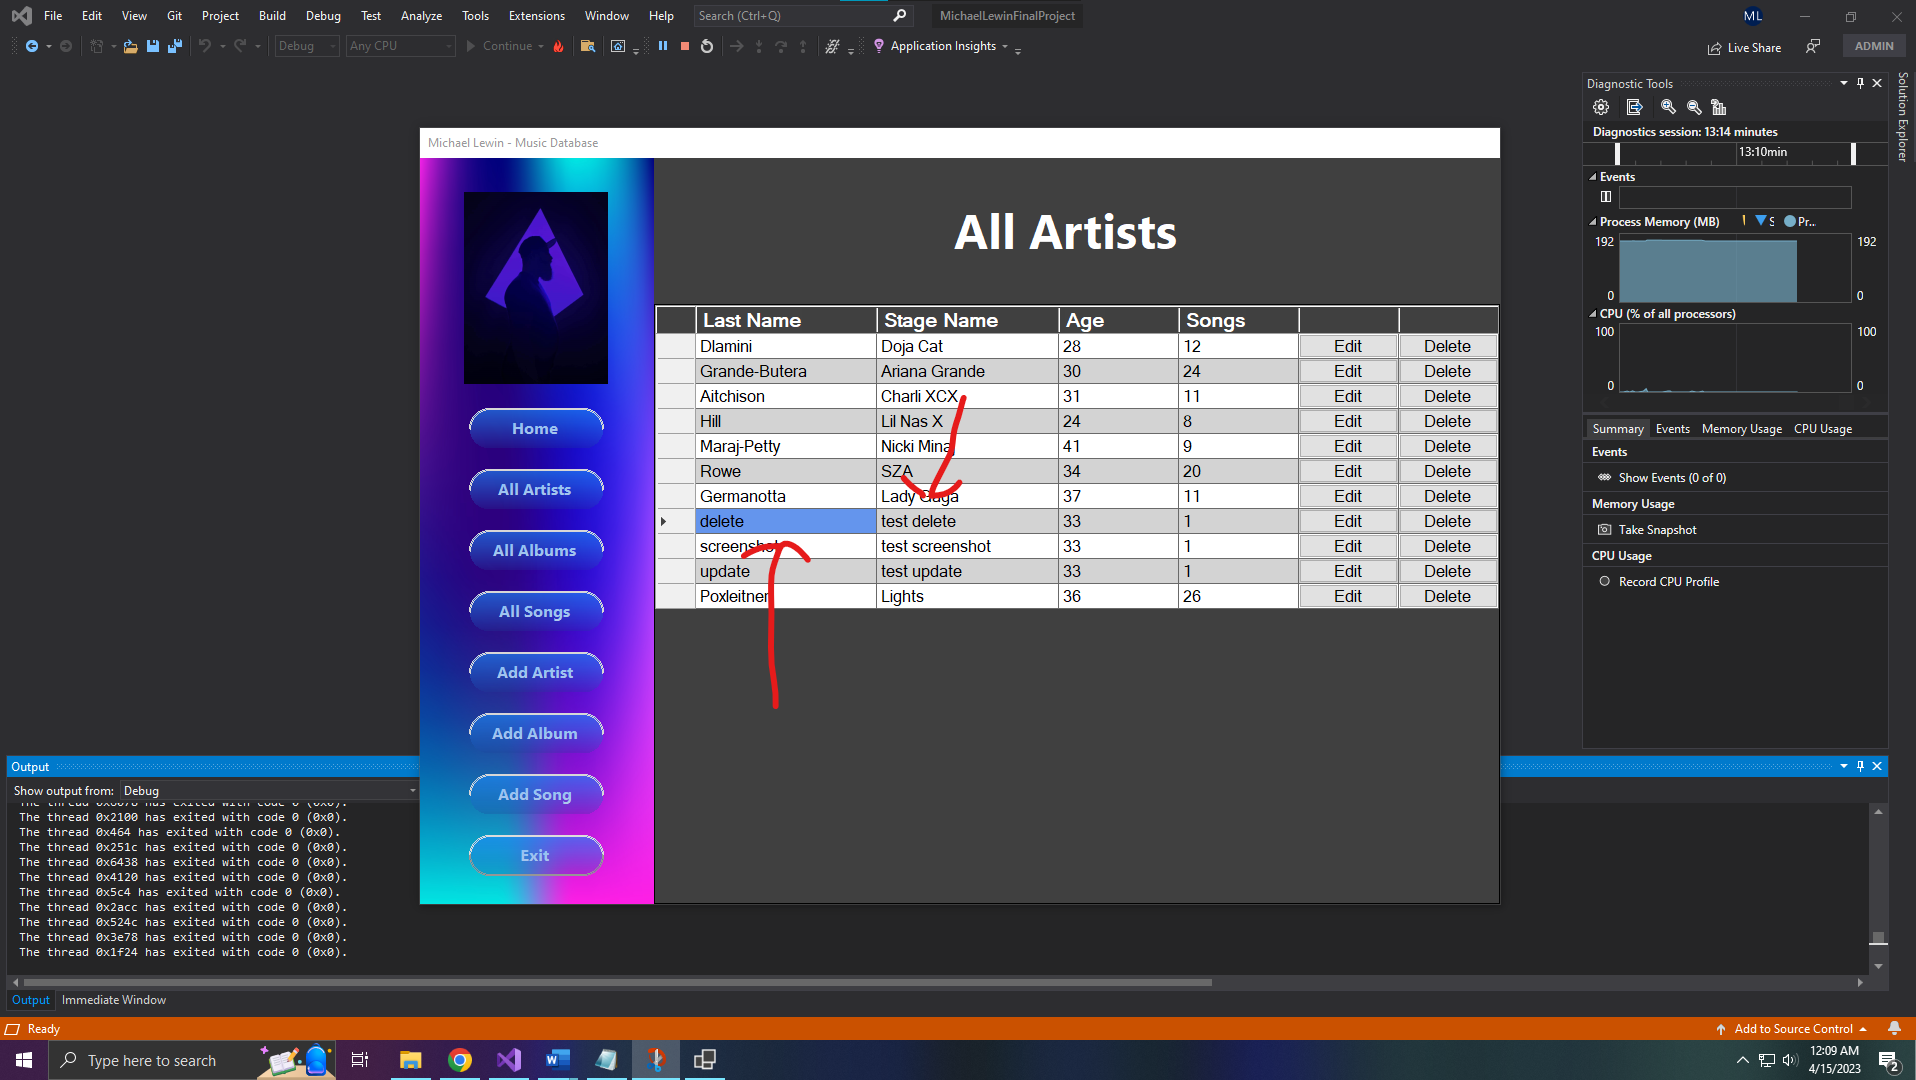 File Edit View Git Project Build Debug Test Analyze Tools Extensions Window Help Search (Ctrl+Q) MichaelLewinFinalProject ML
Debug Any CPU Continue Application Insights Live Share ADMIN
Solution Explorer
Diagnostic Tools
Diagnostics session: 13:14 minutes
13:10min
Events
Process Memory (MB) S Pr...
192 192
0 0
CPU (% of all processors)
100 100
0 0
Summary Events Memory Usage CPU Usage
Events
Show Events (0 of 0)
Memory Usage
Take Snapshot
CPU Usage
Record CPU Profile
Michael Lewin - Music Database
Home
All Artists
All Albums
All Songs
Add Artist
Add Album
Add Song
Exit
All Artists
Last Name Stage Name Age Songs
Dlamini Doja Cat 28 12 Edit Delete
Grande-Butera Ariana Grande 30 24 Edit Delete
Aitchison Charli XCX 31 11 Edit Delete
Hill Lil Nas X 24 8 Edit Delete
Maraj-Petty Nicki Minaj 41 9 Edit Delete
Rowe SZA 34 20 Edit Delete
Germanotta Lady Gaga 37 11 Edit Delete
delete test delete 33 1 Edit Delete
screenshot test screenshot 33 1 Edit Delete
update test update 33 1 Edit Delete
Poxleitner Lights 36 26 Edit Delete
Output
Show output from: Debug
The thread 0x2100 has exited with code 0 (0x0).
The thread 0x464 has exited with code 0 (0x0).
The thread 0x251c has exited with code 0 (0x0).
The thread 0x6438 has exited with code 0 (0x0).
The thread 0x4120 has exited with code 0 (0x0).
The thread 0x5c4 has exited with code 0 (0x0).
The thread 0x2acc has exited with code 0 (0x0).
The thread 0x524c has exited with code 0 (0x0).
The thread 0x3e78 has exited with code 0 (0x0).
The thread 0x1f24 has exited with code 0 (0x0).
Output Immediate Window
Ready Add to Source Control
Type here to search
12:09 AM
4/15/2023
2